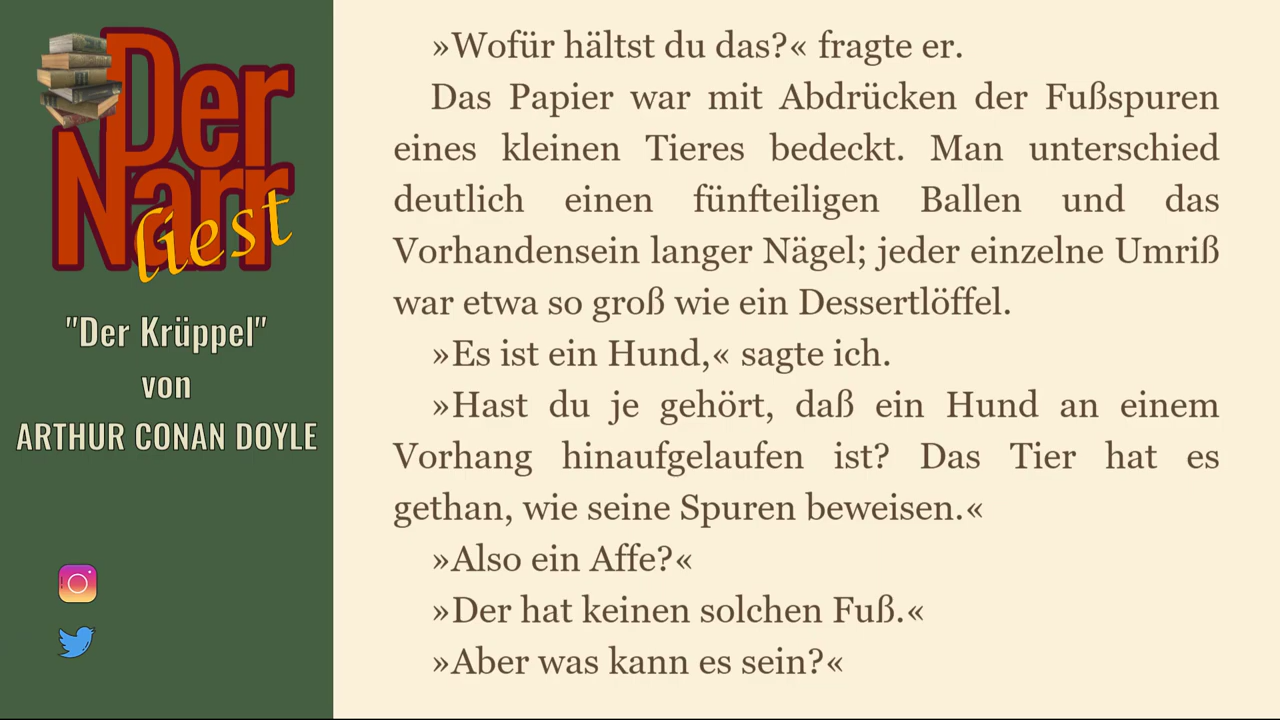 Der
Narr
liest
"Der Krüppel"
von
ARTHUR CONAN DOYLE
»Wofür hältst du das?« fragte er.
Das Papier war mit Abdrücken der Fußspuren
eines kleinen Tieres bedeckt. Man unterschied
deutlich einen fünfteiligen Ballen und das
Vorhandensein langer Nägel; jeder einzelne Umriß
war etwa so groß wie ein Dessertlöffel.
»Es ist ein Hund,« sagte ich.
»Hast du je gehört, daß ein Hund an einem
Vorhang hinaufgelaufen ist? Das Tier hat es
gethan, wie seine Spuren beweisen.«
»Also ein Affe?«
»Der hat keinen solchen Fuß.«
»Aber was kann es sein?«